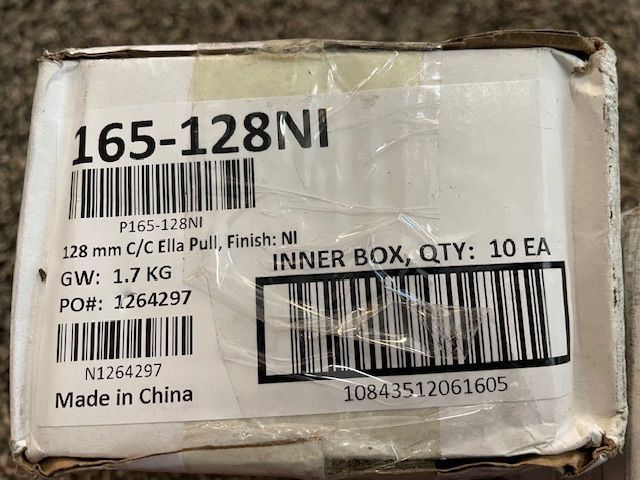 165-128NI
P165-128NI
128 mm C/C Ella Pull, Finish: NI
GW: 1.7 KG
PO#: 1264297
N1264297
Made in China
INNER BOX, QTY: 10 EA
10843512061605